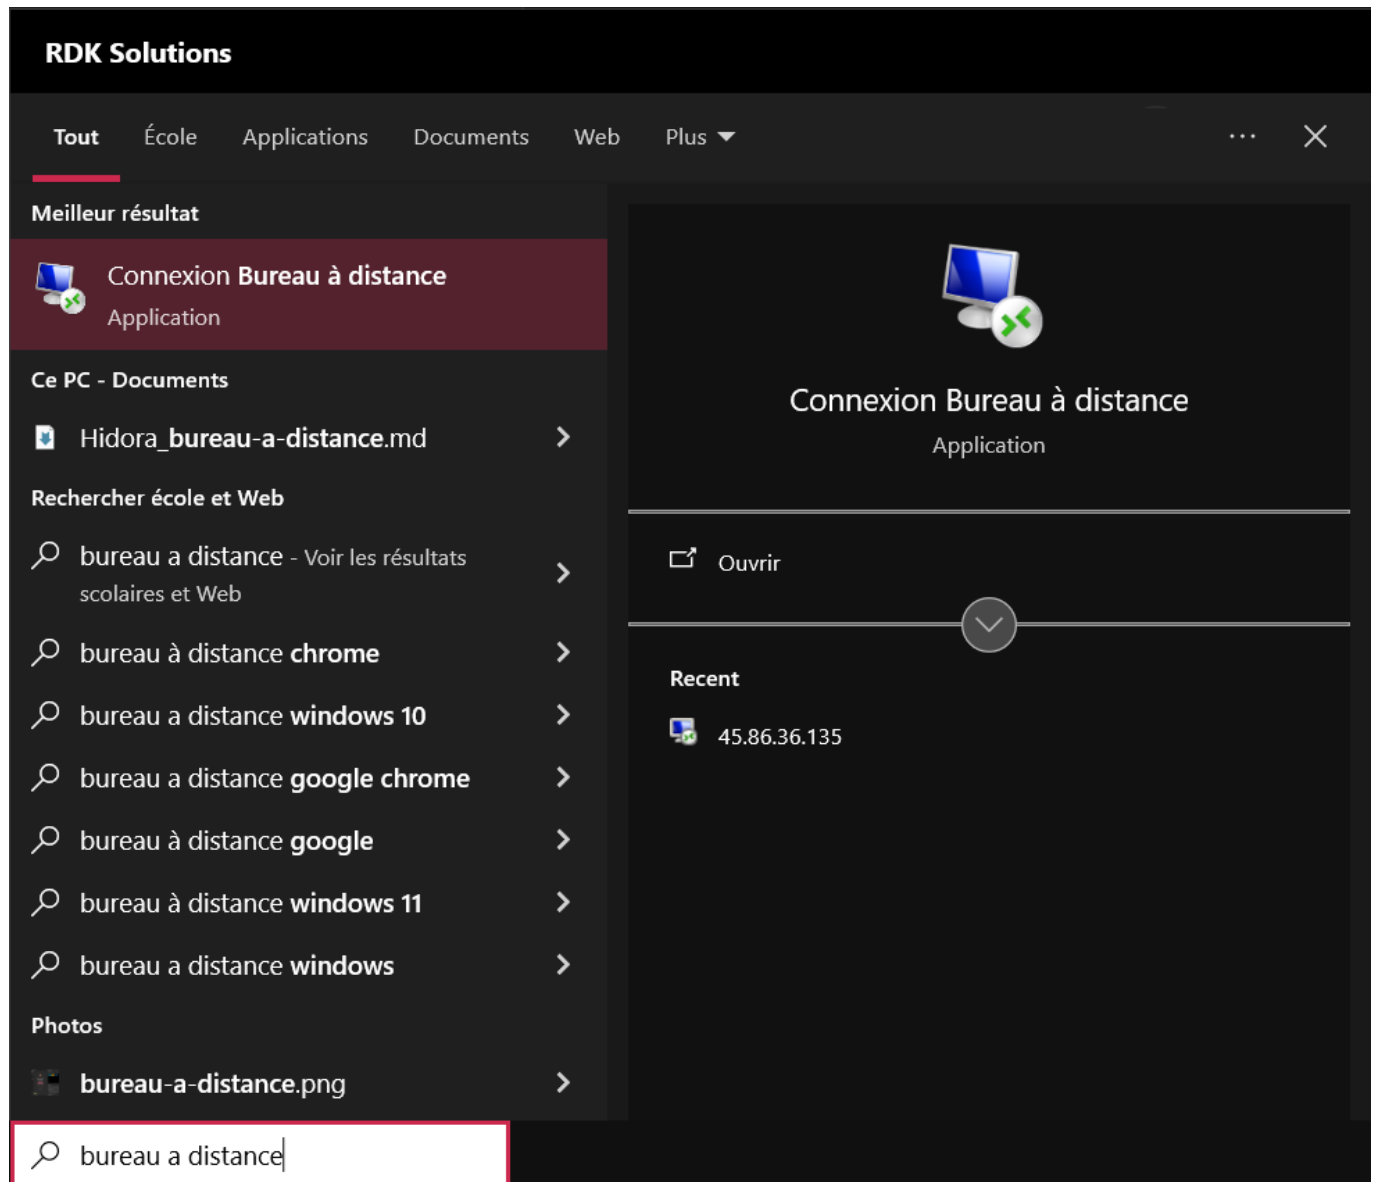 RDK Solutions
Tout École Applications Documents Web Plus
Meilleur résultat
Connexion Bureau à distance
Application
Ce PC - Documents
Hidora_bureau-a-distance.md
Rechercher école et Web
bureau a distance - Voir les résultats
scolaires et Web
bureau à distance chrome
bureau a distance windows 10
bureau a distance google chrome
bureau à distance google
bureau à distance windows 11
bureau a distance windows
Photos
bureau-a-distance.png
bureau a distance
Connexion Bureau à distance
Application
Ouvrir
Recent
45.86.36.135